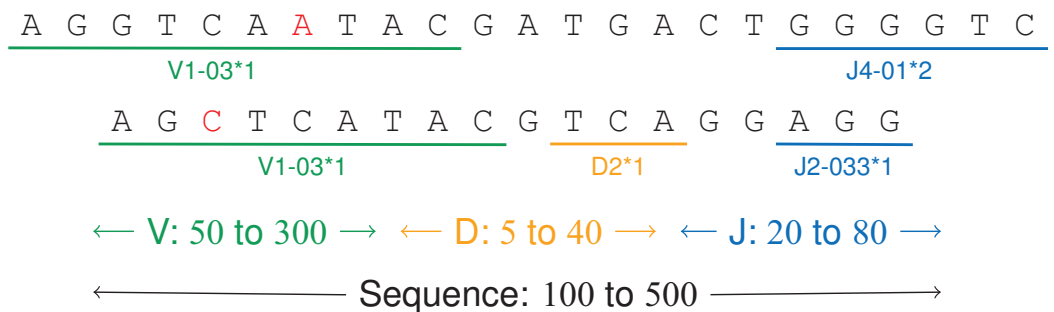 A G G T C A A T A C G A T G A C T G G G G T C
V1-03*1 J4-01*2
A G C T C A T A C G T C A G G A G G
V1-03*1 D2*1 J2-033*1
V: 50 to 300 D: 5 to 40 J: 20 to 80
Sequence: 100 to 500